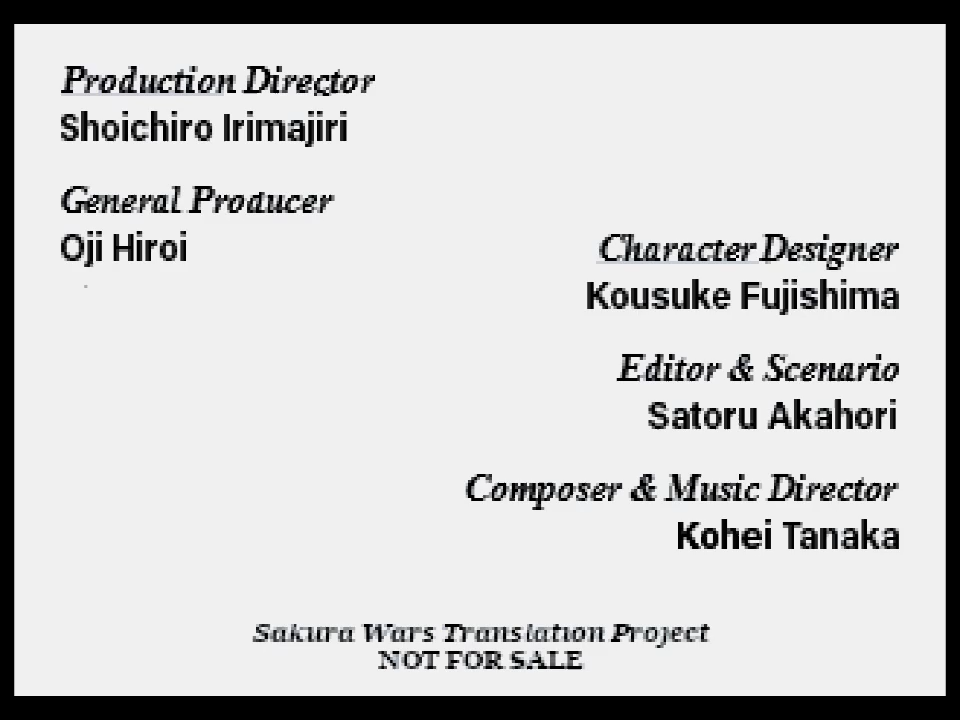 Production Director
Shoichiro Irimajiri
General Producer
Oji Hiroi
Character Designer
Kousuke Fujishima
Editor & Scenario
Satoru Akahori
Composer & Music Director
Kohei Tanaka
Sakura Wars Translation Project
NOT FOR SALE